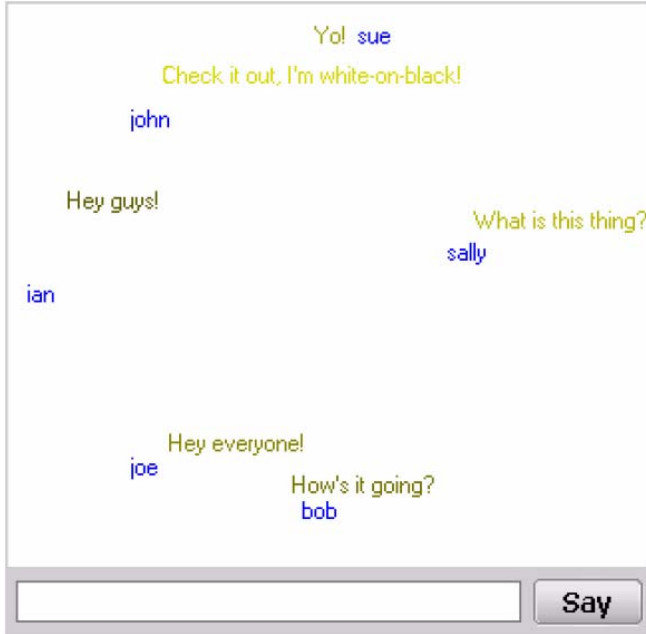 Yo! sue
Check it out, I'm white-on-black!
john
Hey guys!
What is this thing?
sally
ian
Hey everyone!
joe
How's it going?
bob
Say